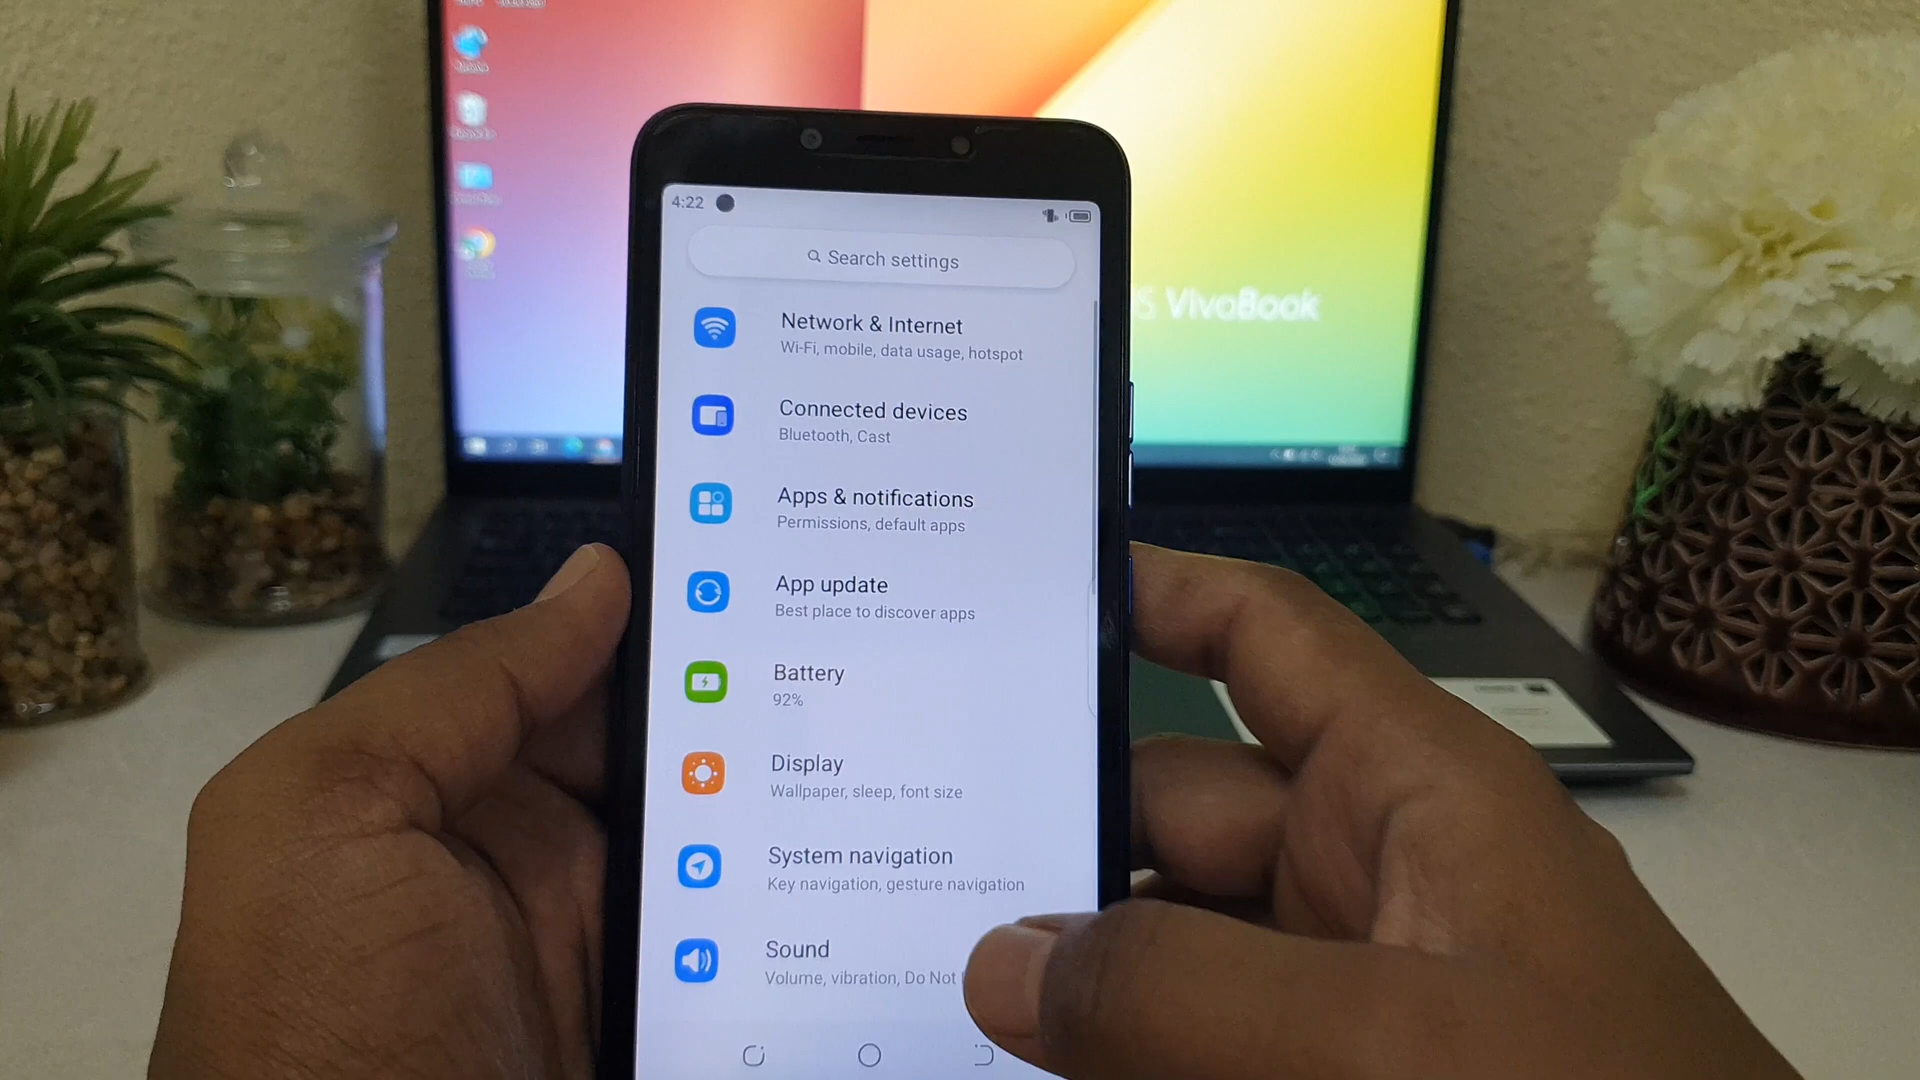 4:22
Search settings
Network & Internet
Wi-Fi, mobile, data usage, hotspot
Connected devices
Bluetooth, Cast
Apps & notifications
Permissions, default apps
App update
Best place to discover apps
Battery
92%
Display
Wallpaper, sleep, font size
System navigation
Key navigation, gesture navigation
Sound
Volume, vibration, Do Not
S VivoBook